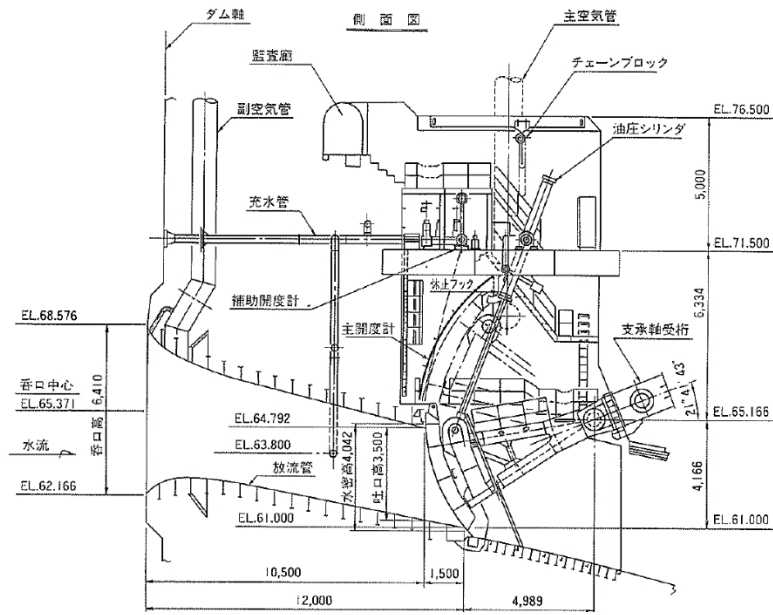 側面図
ダム軸
主空気管
監査廊
チェーンブロック
副空気管
油圧シリンダ
EL.76.500
5,000
充水管
EL.71.500
補助開度計
休止フック
主開度計
6,334
支承軸受桁
EL.68.576
呑口中心
EL.65.371
呑口高 6,410
EL.64.792
EL.65.166
21° 41′ 43″
水流
EL.63.800
水密高4,042
吐口高3,500
4,166
放流管
EL.62.166
EL.61.000
EL.61.000
10,500
1,500
12,000
4,989